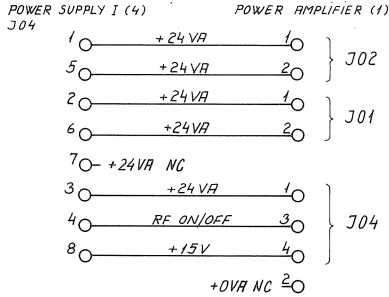 POWER SUPPLY I (4) POWER AMPLIFIER (1)
J04
1 +24VA 1
J02
5 +24VA 2
2 +24VA 1
J01
6 +24VA 2
7 +24VA NC
3 +24VA 1
4 RF ON/OFF 3 J04
8 +15V 4
+0VA NC 2